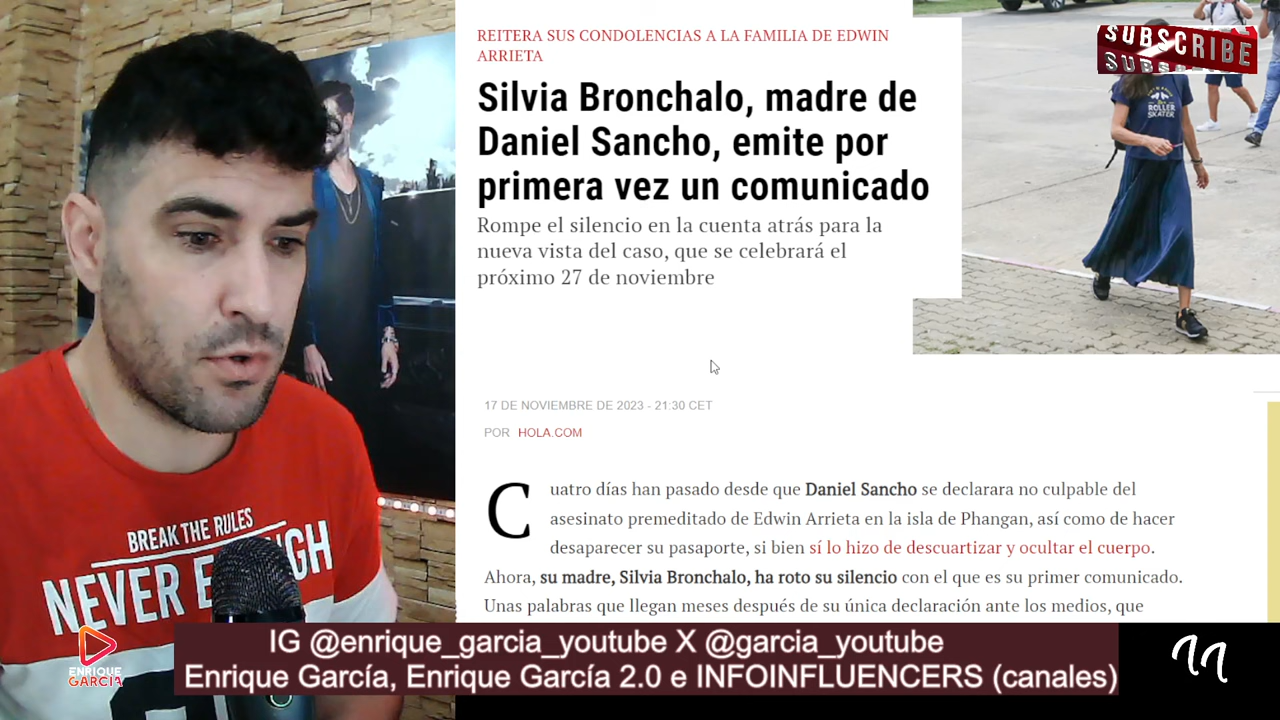 REITERA SUS CONDOLENCIAS A LA FAMILIA DE EDWIN
ARRIETA
Silvia Bronchalo, madre de
Daniel Sancho, emite por
primera vez un comunicado
Rompe el silencio en la cuenta atrás para la
nueva vista del caso, que se celebrará el
próximo 27 de noviembre
SUBSCRIBE
ROLLER
SKATER
17 DE NOVIEMBRE DE 2023 - 21:30 CET
POR HOLA.COM
Cuatro días han pasado desde que Daniel Sancho se declarara no culpable del
asesinato premeditado de Edwin Arrieta en la isla de Phangan, así como de hacer
desaparecer su pasaporte, si bien sí lo hizo de descuartizar y ocultar el cuerpo.
Ahora, su madre, Silvia Bronchalo, ha roto su silencio con el que es su primer comunicado.
Unas palabras que llegan meses después de su única declaración ante los medios, que
BREAK THE RULES
NEVER
IG @enrique_garcia_youtube X @garcia_youtube
Enrique García, Enrique García 2.0 e INFOINFLUENCERS (canales)
ENRIQUE
GARCÍA